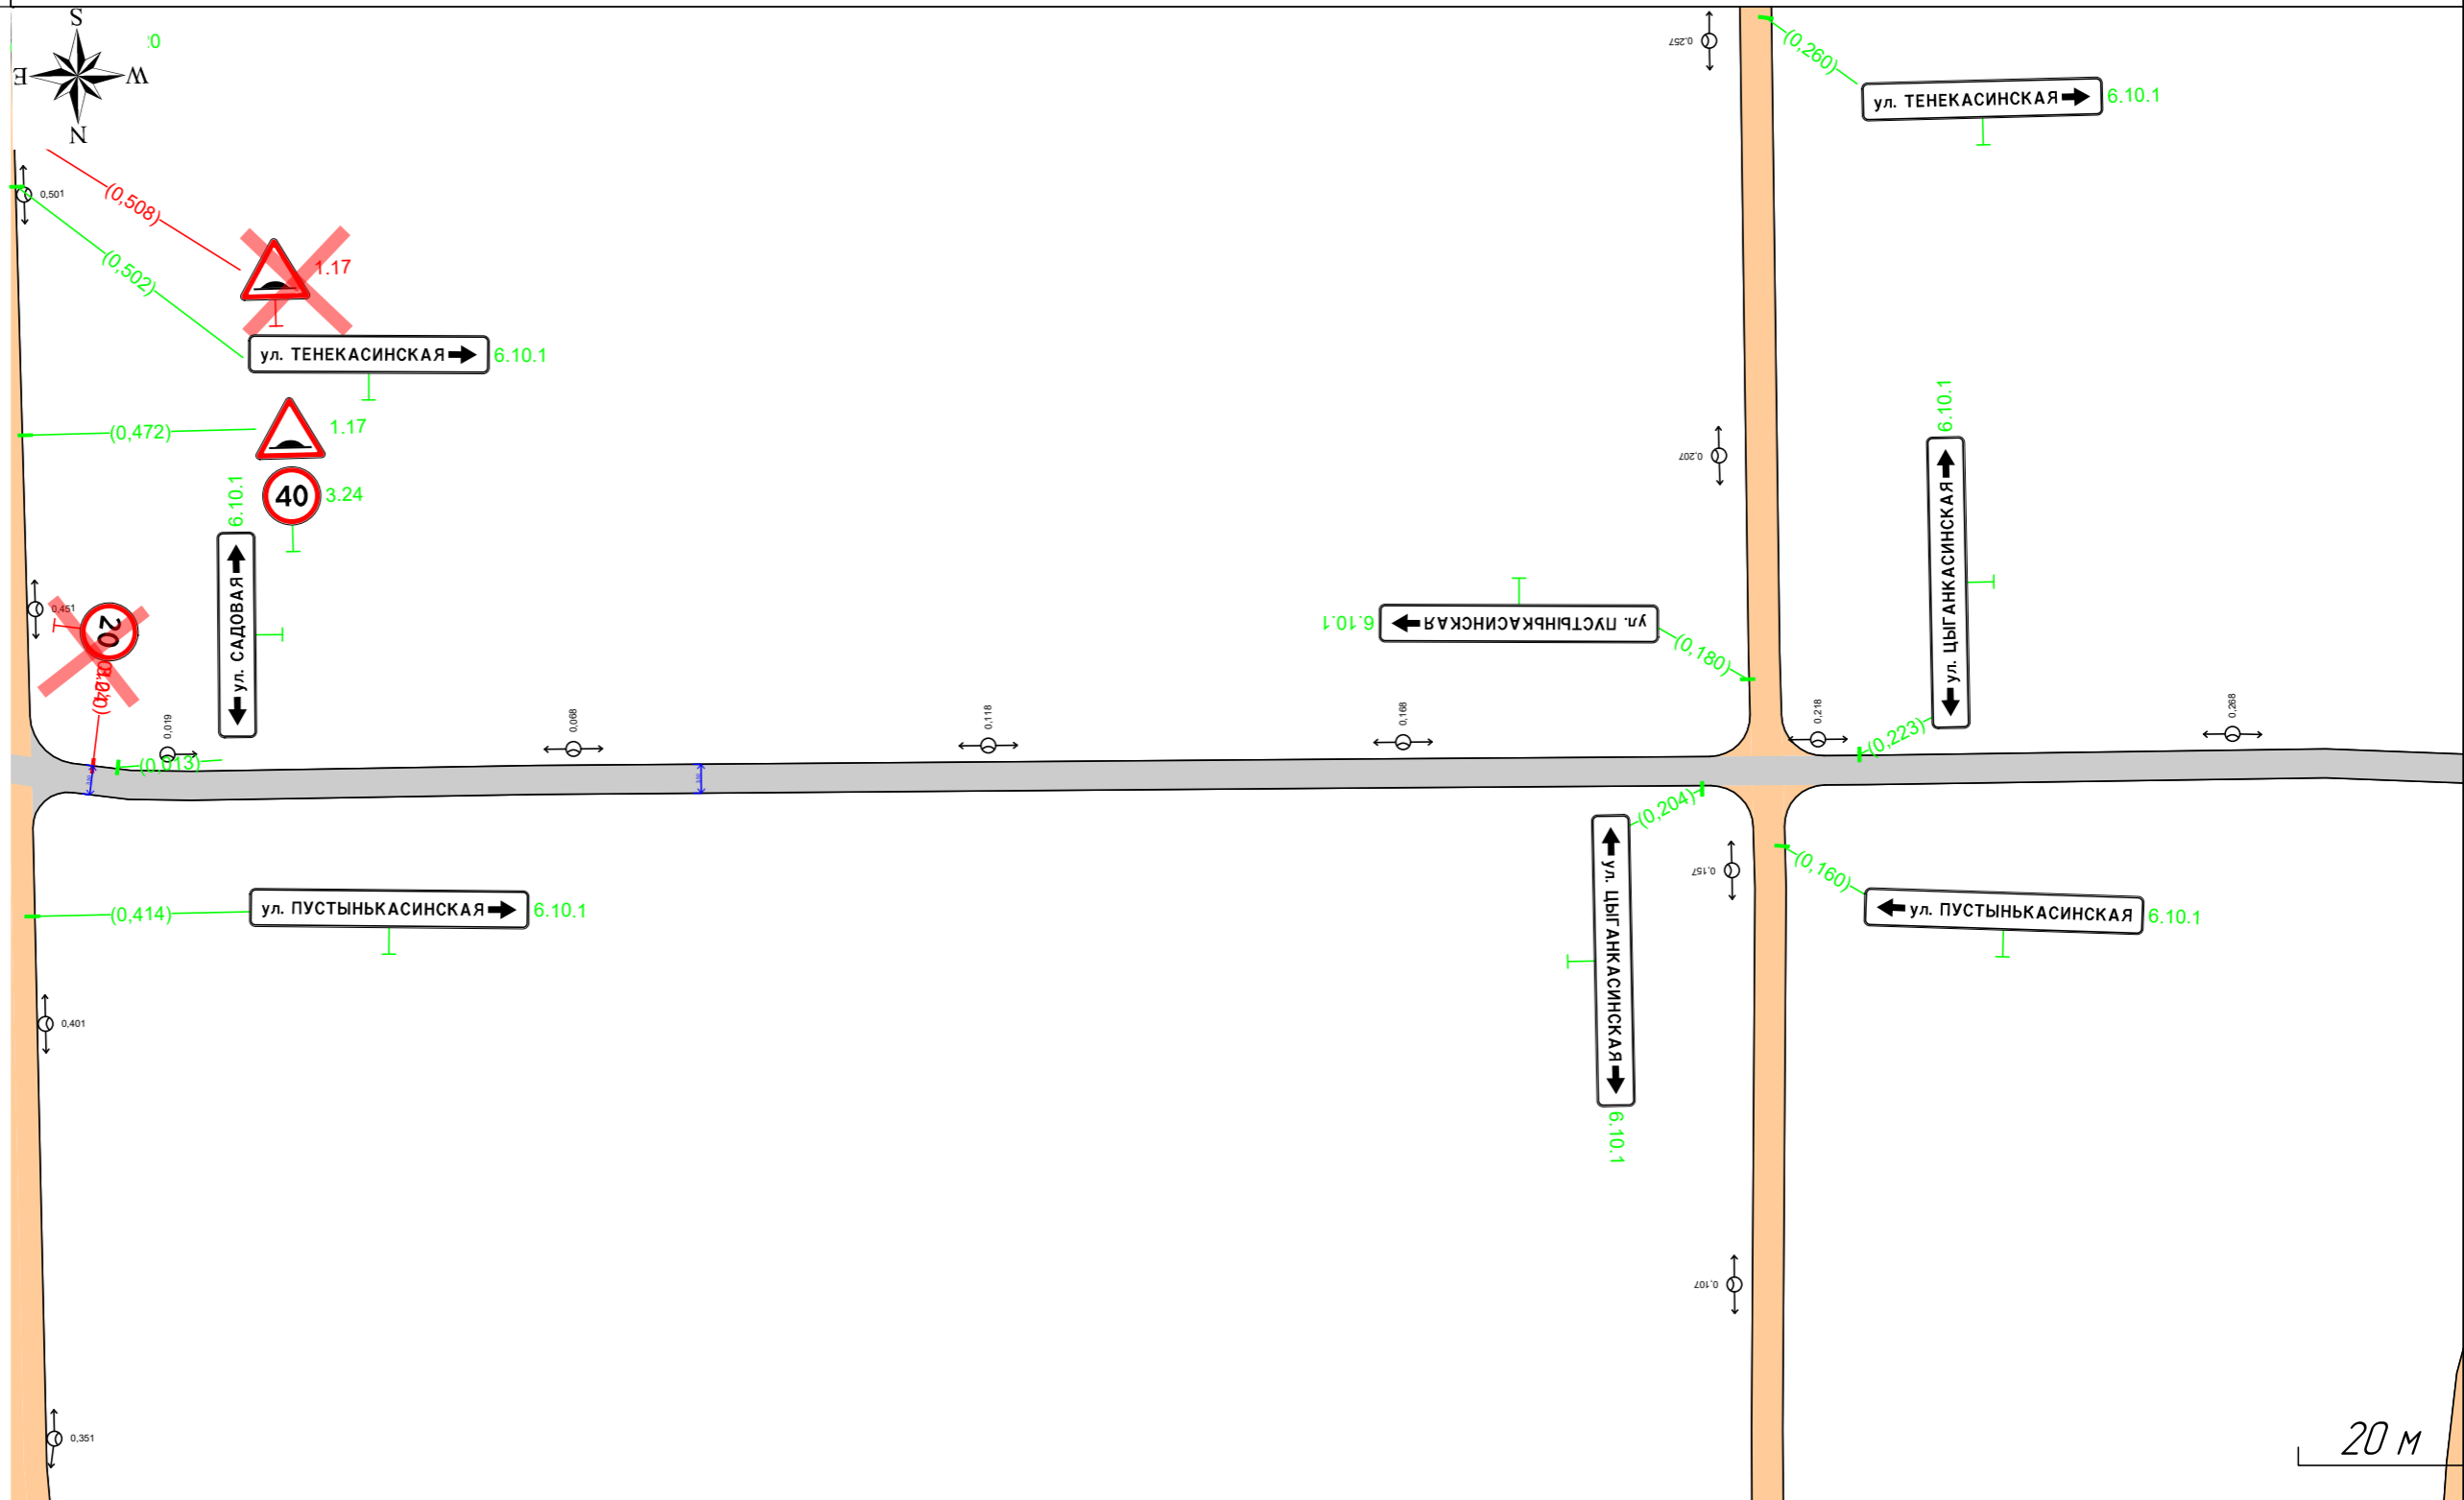 S
E
W
N
:0
0,257
(0,260)
ул. ТЕНЕКАСИНСКАЯ
6.10.1
0,501
(0,508)
1.17
(0,502)
ул. ТЕНЕКАСИНСКАЯ
6.10.1
(0,472)
1.17
40
3.24
6.10.1
ул. САДОВАЯ
0,451
20
0,207
6.10.1
ул. ЦЫГАНКАСИНСКАЯ
ул. ПУСТЫНЬКАСИНСКАЯ
6.10.1
(0,180)
0,019
(0,013)
0,068
0,118
0,168
0,218
(0,223)
0,268
(0,204)
ул. ЦЫГАНКАСИНСКАЯ
6.10.1
0,157
(0,160)
ул. ПУСТЫНЬКАСИНСКАЯ
6.10.1
(0,414)
ул. ПУСТЫНЬКАСИНСКАЯ
6.10.1
0,401
0,107
0,351
20 м